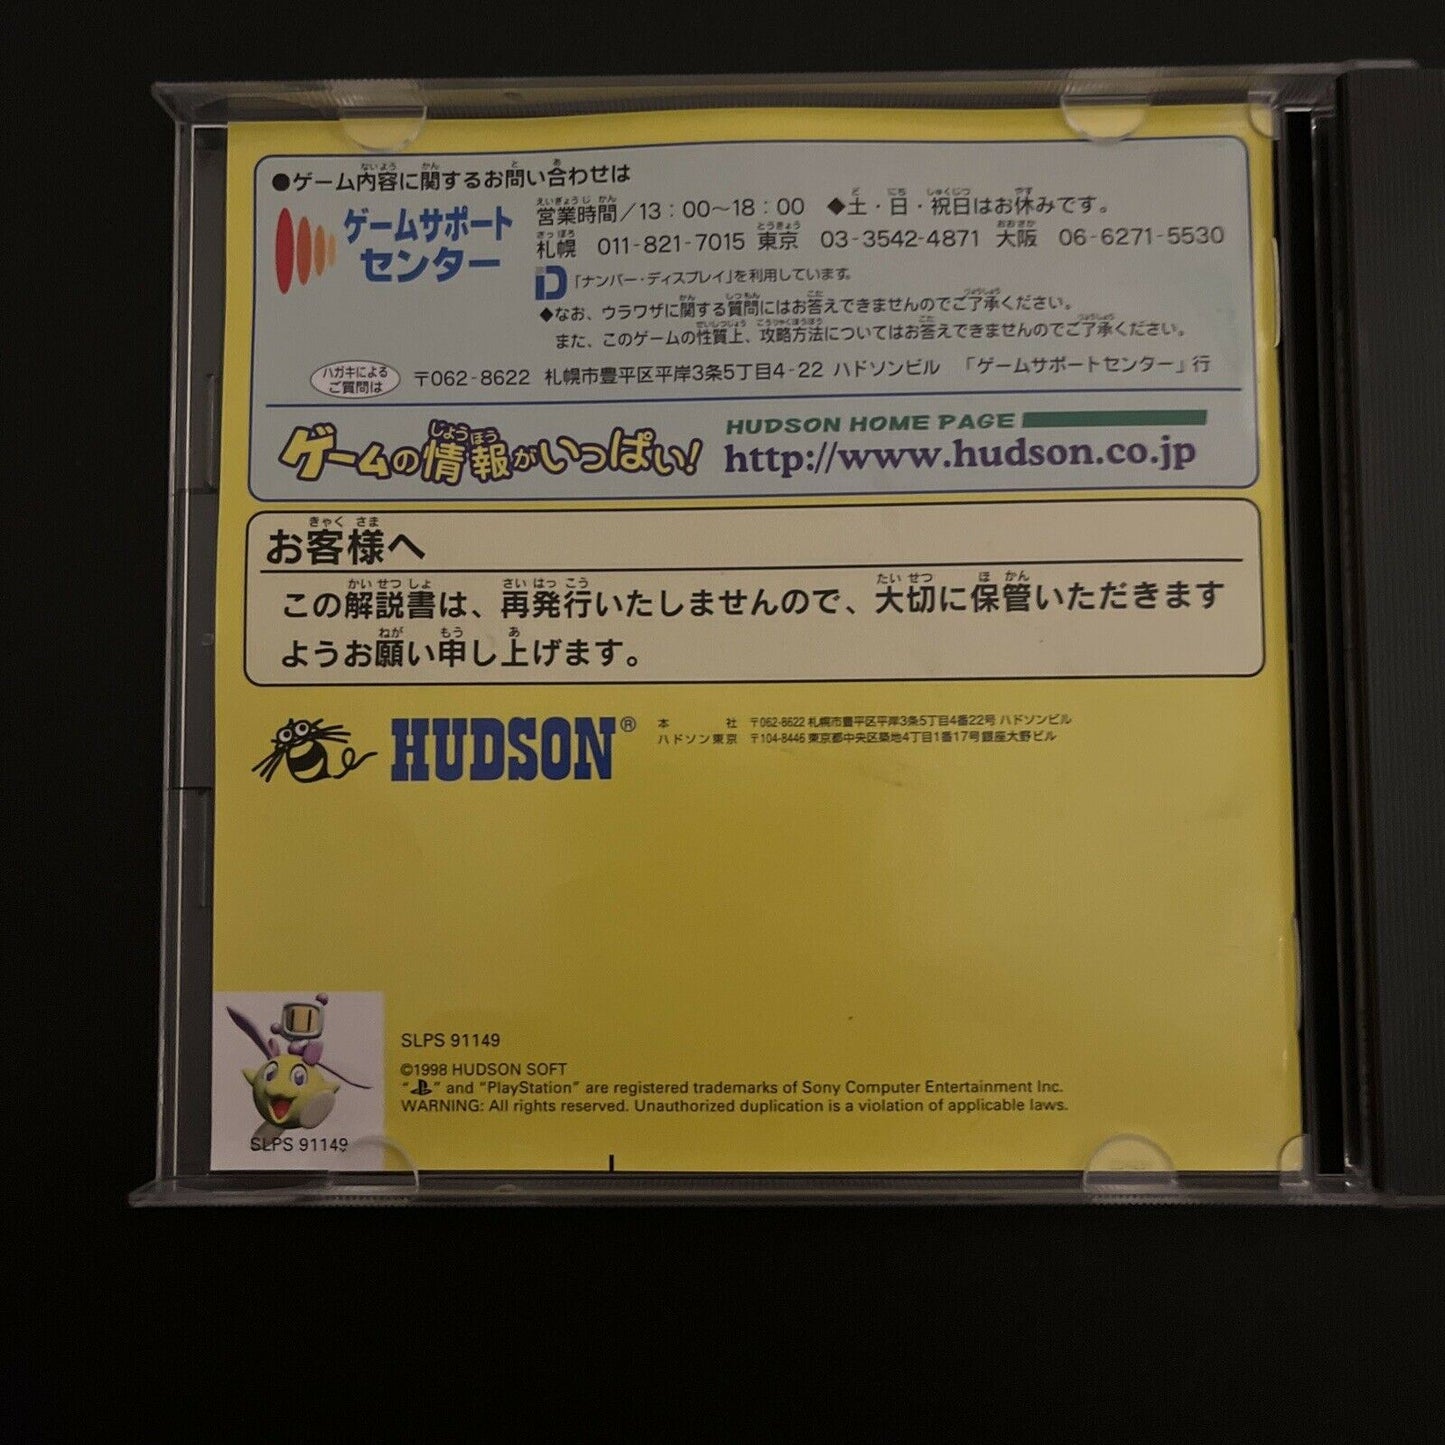 ●ゲーム内容に関するお問い合わせは
ゲームサポート
センター
営業時間／13：00～18：00 ◆土・日・祝日はお休みです。
札幌 011-821-7015 東京 03-3542-4871 大阪 06-6271-5530
D 「ナンバー・ディスプレイ」を利用しています。
◆なお、ウラワザに関する質問にはお答えできませんのでご了承ください。
また、このゲームの性質上、攻略方法についてはお答えできませんのでご了承ください。
ハガキによる
ご質問は
〒062-8622 札幌市豊平区平岸3条5丁目4-22 ハドソンビル 「ゲームサポートセンター」行
ゲームの情報がいっぱい!
HUDSON HOME PAGE
http://www.hudson.co.jp
お客様へ
この解説書は、再発行いたしませんので、大切に保管いただきます
ようお願い申し上げます。
HUDSON®
本社 〒062-8622 札幌市豊平区平岸3条5丁目4番22号 ハドソンビル
ハドソン東京 〒104-8446 東京都中央区築地4丁目1番17号 銀座大野ビル
SLPS 91149
©1998 HUDSON SOFT
“ ” and “PlayStation” are registered trademarks of Sony Computer Entertainment Inc.
WARNING: All rights reserved. Unauthorized duplication is a violation of applicable laws.
SLPS 91149